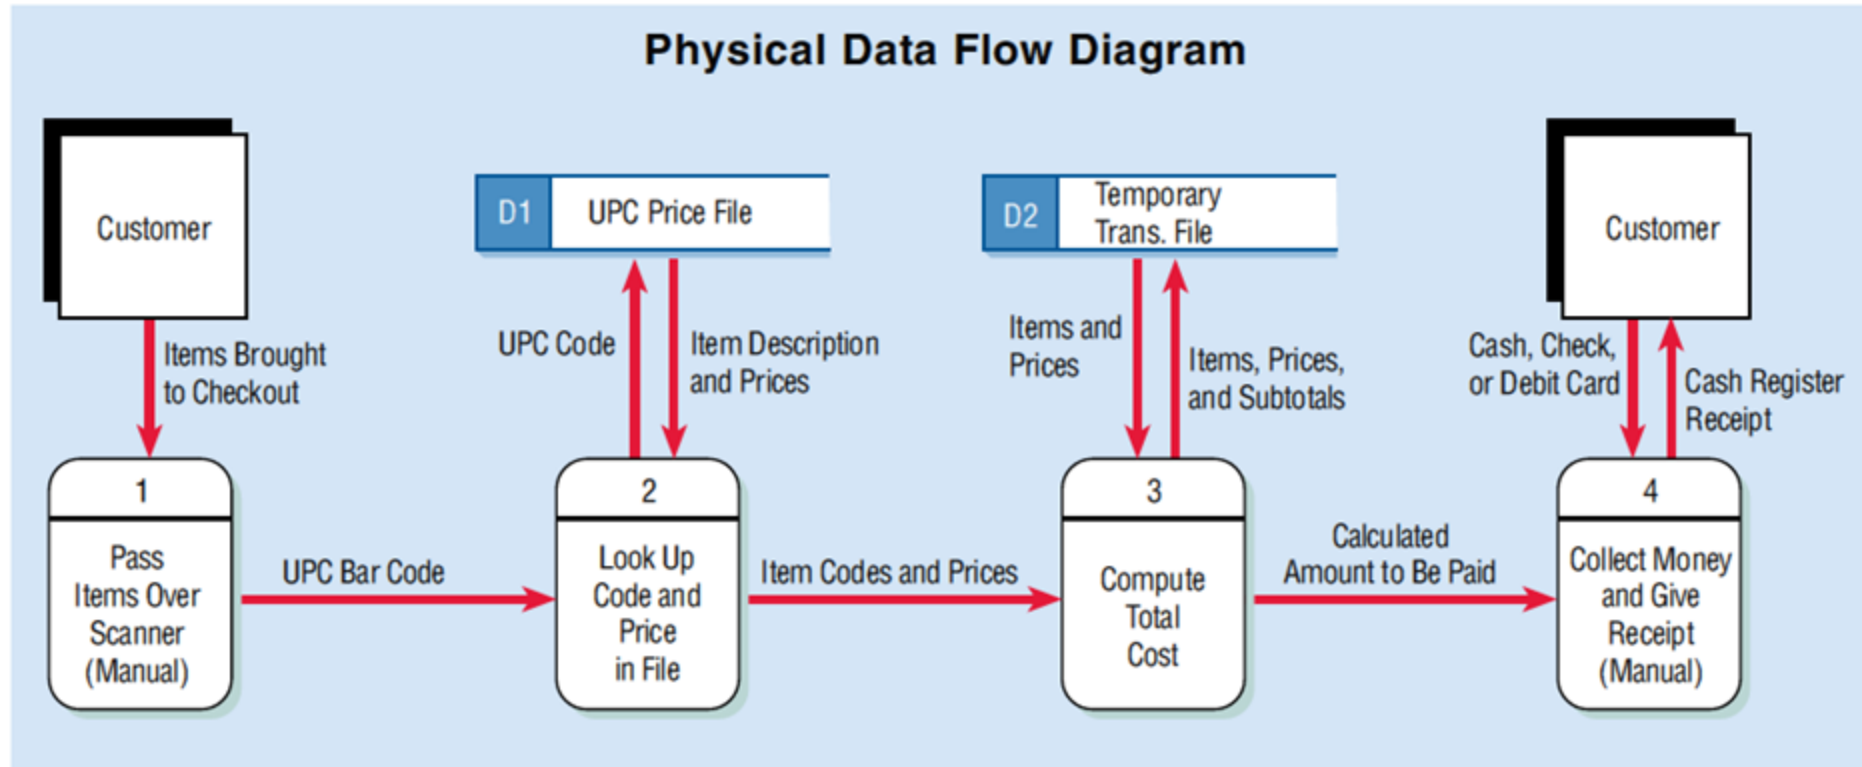 Physical Data Flow Diagram
Customer
D1
UPC Price File
D2
Temporary
Trans. File
Customer
Items Brought
to Checkout
UPC Code
Item Description
and Prices
Items and
Prices
Items, Prices,
and Subtotals
Cash, Check,
or Debit Card
Cash Register
Receipt
1
Pass
Items Over
Scanner
(Manual)
UPC Bar Code
2
Look Up
Code and
Price
in File
Item Codes and Prices
3
Compute
Total
Cost
Calculated
Amount to Be Paid
4
Collect Money
and Give
Receipt
(Manual)